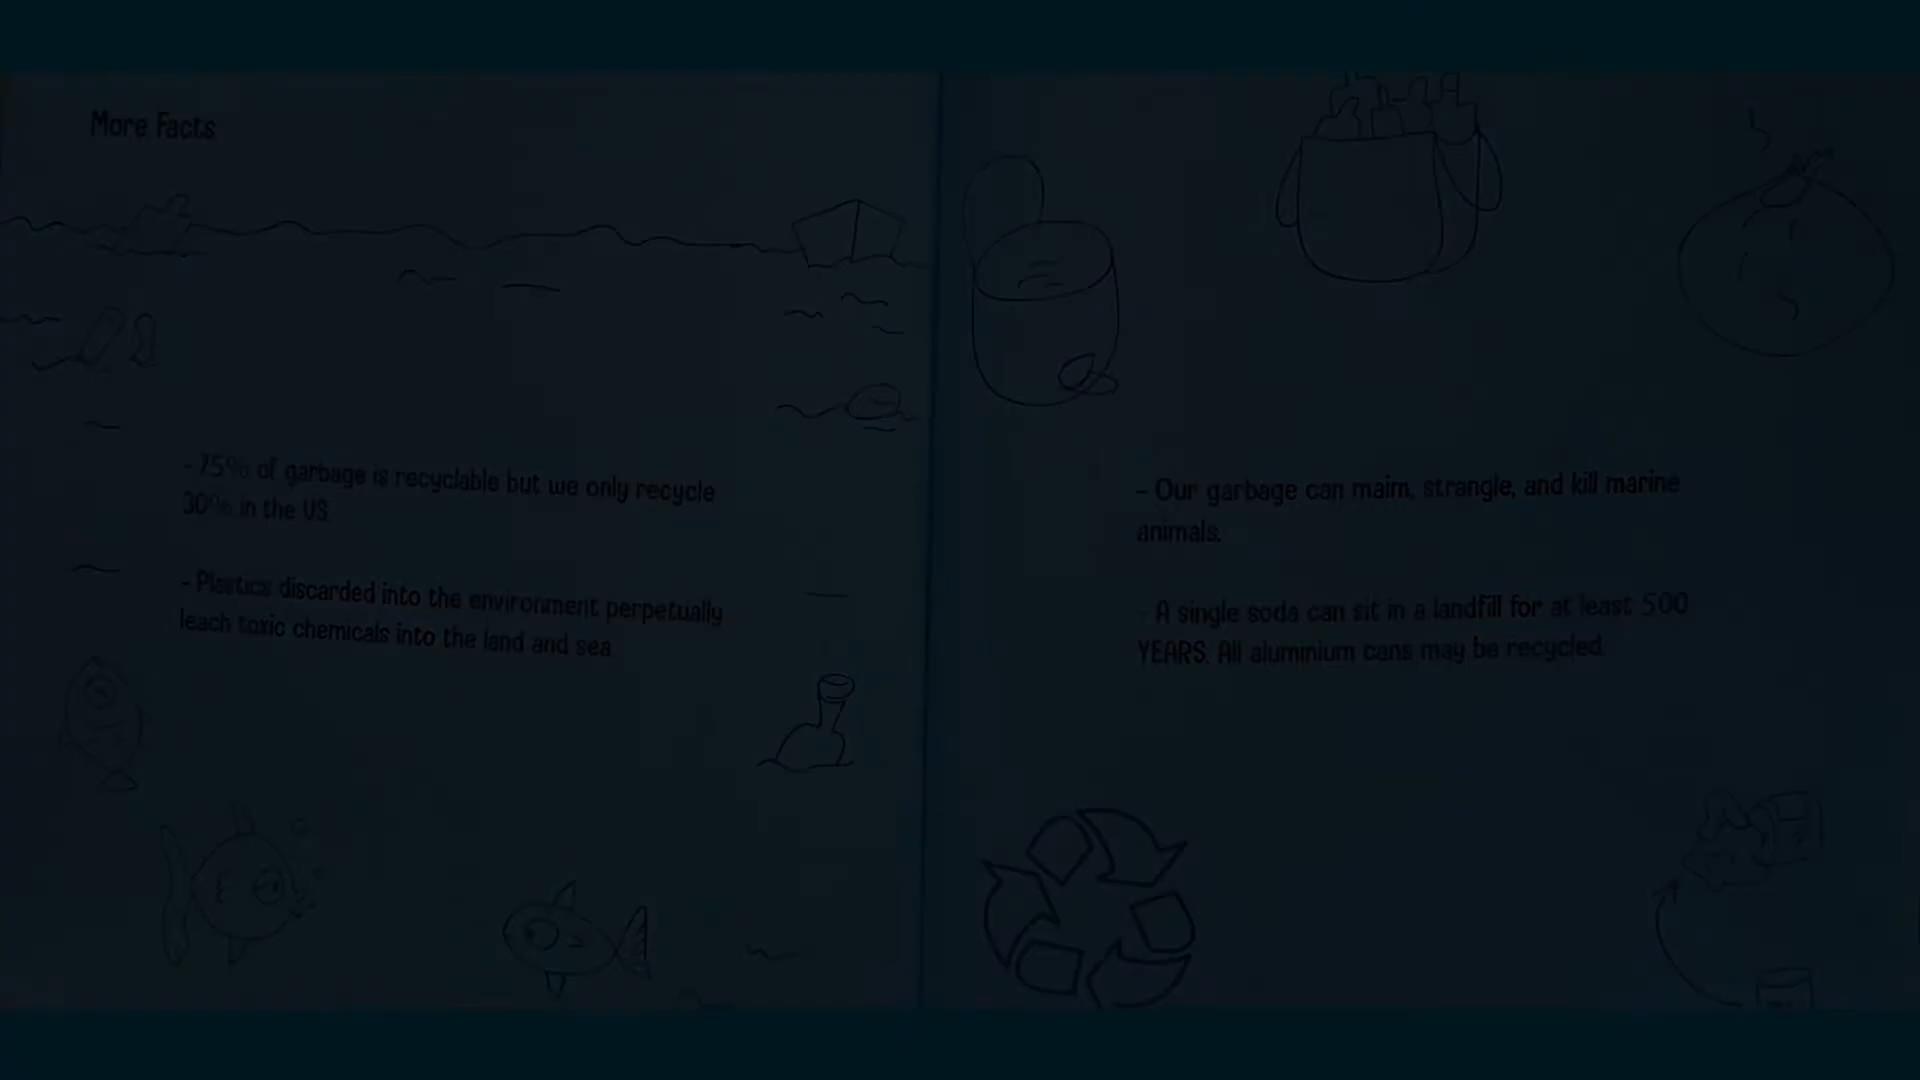 More Facts
- 75% of garbage is recyclable but we only recycle
30% in the US.
- Plastics discarded into the environment perpetually
leach toxic chemicals into the land and sea.
- Our garbage can maim, strangle, and kill marine
animals.
- A single soda can sit in a landfill for at least 500
YEARS. All aluminium cans may be recycled.